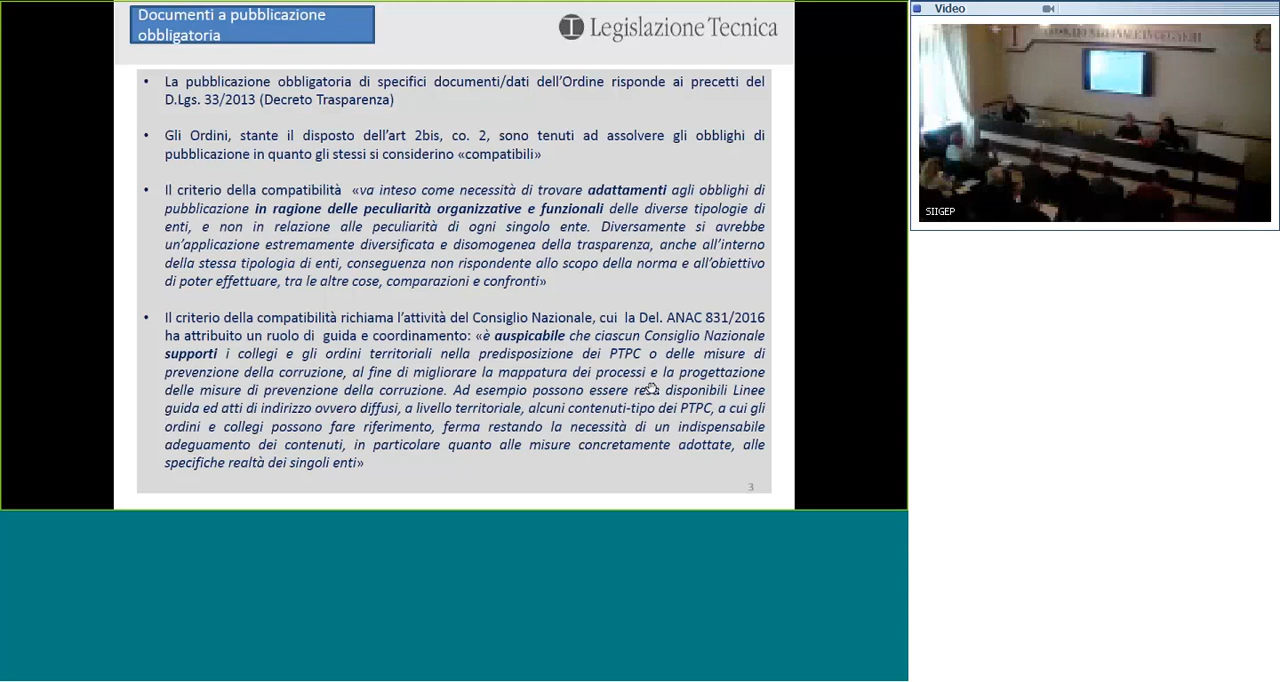 Documenti a pubblicazione
obbligatoria
Legislazione Tecnica
• La pubblicazione obbligatoria di specifici documenti/dati dell'Ordine risponde ai precetti del
D.Lgs. 33/2013 (Decreto Trasparenza)
• Gli Ordini, stante il disposto dell'art 2bis, co. 2, sono tenuti ad assolvere gli obblighi di
pubblicazione in quanto gli stessi si considerino «compatibili»
• Il criterio della compatibilità «va inteso come necessità di trovare adattamenti agli obblighi di
pubblicazione in ragione delle peculiarità organizzative e funzionali delle diverse tipologie di
enti, e non in relazione alle peculiarità di ogni singolo ente. Diversamente si avrebbe
un'applicazione estremamente diversificata e disomogenea della trasparenza, anche all'interno
della stessa tipologia di enti, conseguenza non rispondente allo scopo della norma e all'obiettivo
di poter effettuare, tra le altre cose, comparazioni e confronti»
• Il criterio della compatibilità richiama l'attività del Consiglio Nazionale, cui la Del. ANAC 831/2016
ha attribuito un ruolo di guida e coordinamento: «è auspicabile che ciascun Consiglio Nazionale
supporti i collegi e gli ordini territoriali nella predisposizione dei PTPC o delle misure di
prevenzione della corruzione, al fine di migliorare la mappatura dei processi e la progettazione
delle misure di prevenzione della corruzione. Ad esempio possono essere resi disponibili Linee
guida ed atti di indirizzo ovvero diffusi, a livello territoriale, alcuni contenuti-tipo dei PTPC, a cui gli
ordini e collegi possono fare riferimento, ferma restando la necessità di un indispensabile
adeguamento dei contenuti, in particolare quanto alle misure concretamente adottate, alle
specifiche realtà dei singoli enti»
3
Video
SIIGEP